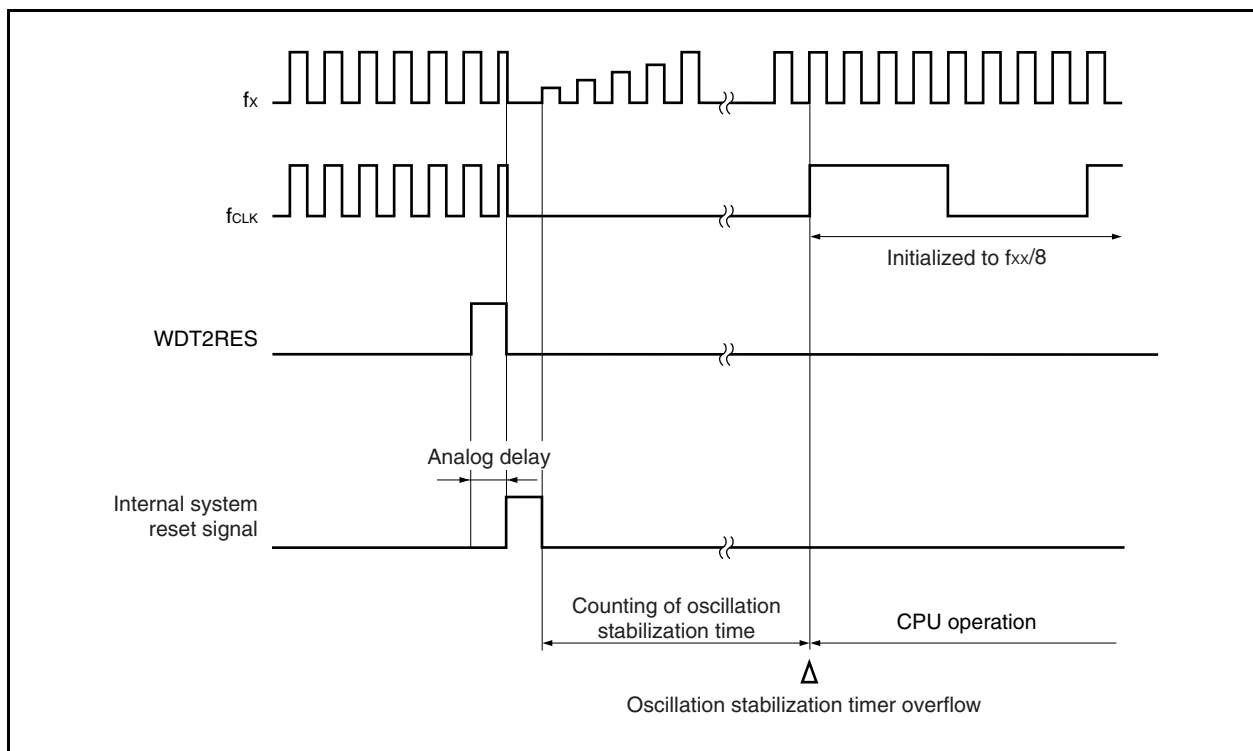 fX
fCLK
Initialized to fXX/8
WDT2RES
Analog delay
Internal system
reset signal
Counting of oscillation
stabilization time
CPU operation
Oscillation stabilization timer overflow